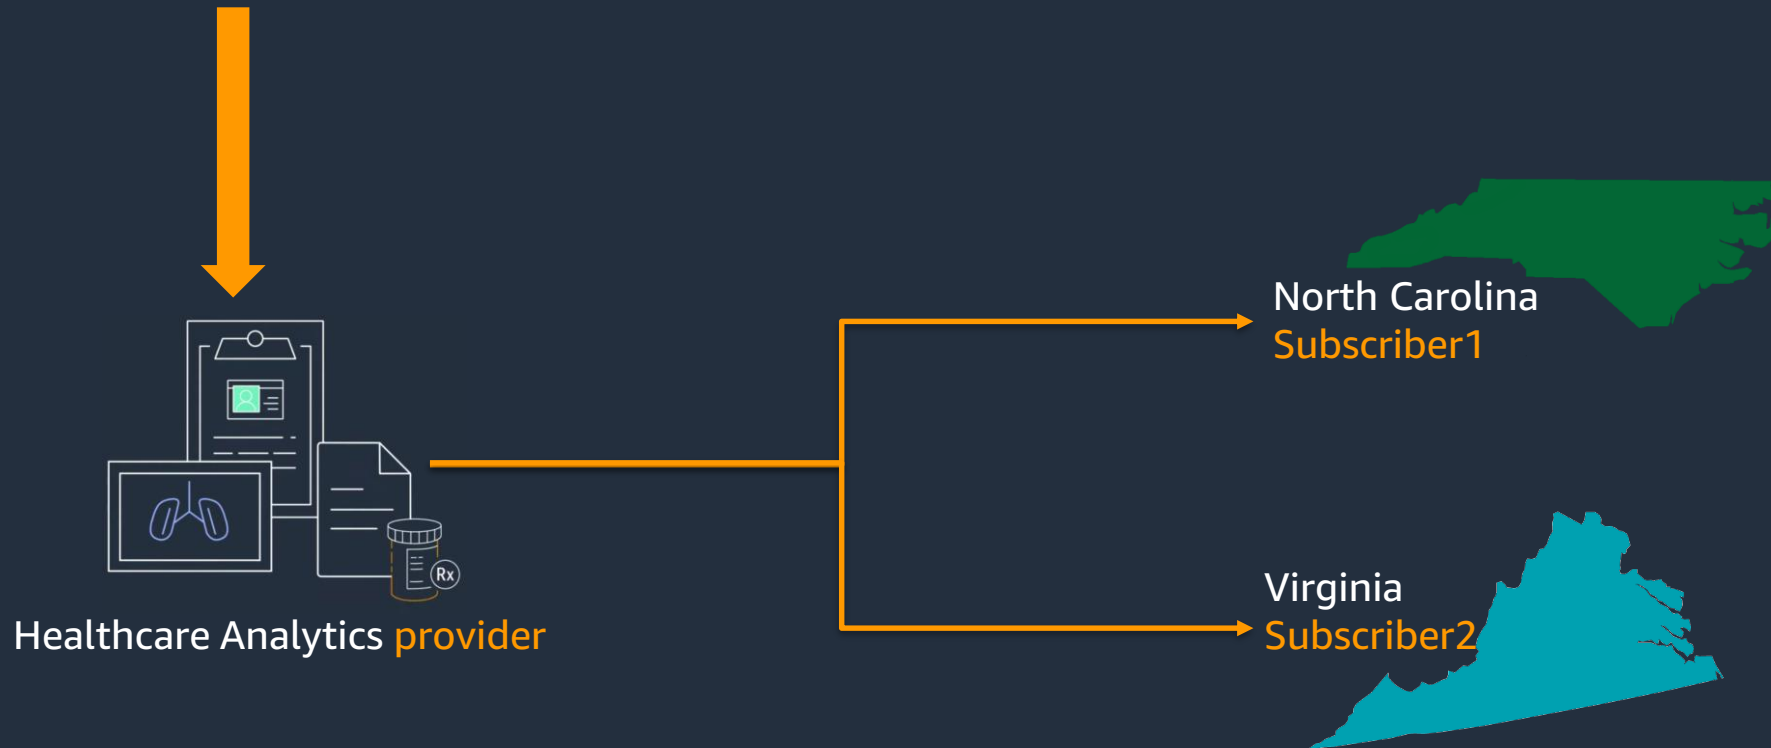 North Carolina
Subscriber1
Rx
Healthcare Analytics provider
Virginia
Subscriber2